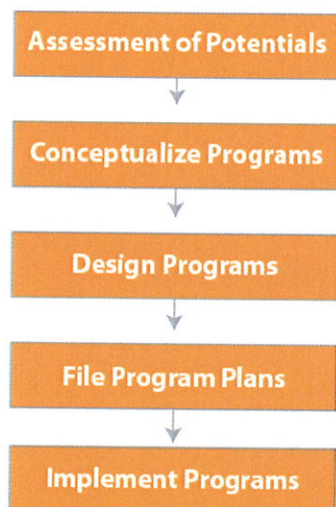 Assessment of Potentials
Conceptualize Programs
Design Programs
File Program Plans
Implement Programs